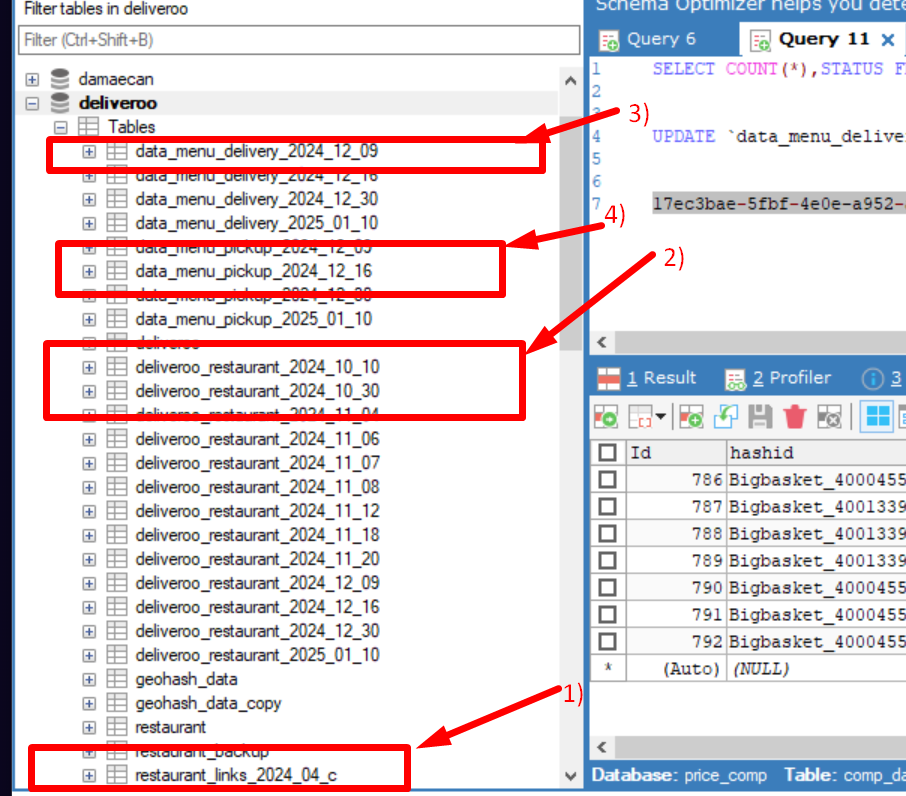 Filter tables in deliveroo
Filter (Ctrl+Shift+B)
damaecan
deliveroo
Tables
data_menu_delivery_2024_12_09
data_menu_delivery_2024_12_16
data_menu_delivery_2024_12_30
data_menu_delivery_2025_01_10
data_menu_pickup_2024_12_09
data_menu_pickup_2024_12_16
data_menu_pickup_2024_12_30
data_menu_pickup_2025_01_10
deliveroo
deliveroo_restaurant_2024_10_10
deliveroo_restaurant_2024_10_30
deliveroo_restaurant_2024_11_04
deliveroo_restaurant_2024_11_06
deliveroo_restaurant_2024_11_07
deliveroo_restaurant_2024_11_08
deliveroo_restaurant_2024_11_12
deliveroo_restaurant_2024_11_18
deliveroo_restaurant_2024_11_20
deliveroo_restaurant_2024_12_09
deliveroo_restaurant_2024_12_16
deliveroo_restaurant_2024_12_30
deliveroo_restaurant_2025_01_10
geohash_data
geohash_data_copy
restaurant
restaurant_backup
restaurant_links_2024_04_c
3)
4)
2)
1)
Schema Optimizer helps you dete
Query 6 Query 11
1 SELECT COUNT(*),STATUS F
2
3
4 UPDATE `data_menu_delive
5
6
7 17ec3bae-5fbf-4e0e-a952-
1 Result 2 Profiler 3
Id hashid
786 Bigbasket_4000455
787 Bigbasket_4001339
788 Bigbasket_4001339
789 Bigbasket_4001339
790 Bigbasket_4000455
791 Bigbasket_4000455
792 Bigbasket_4000455
* (Auto) (NULL)
Database: price_comp Table: comp_da